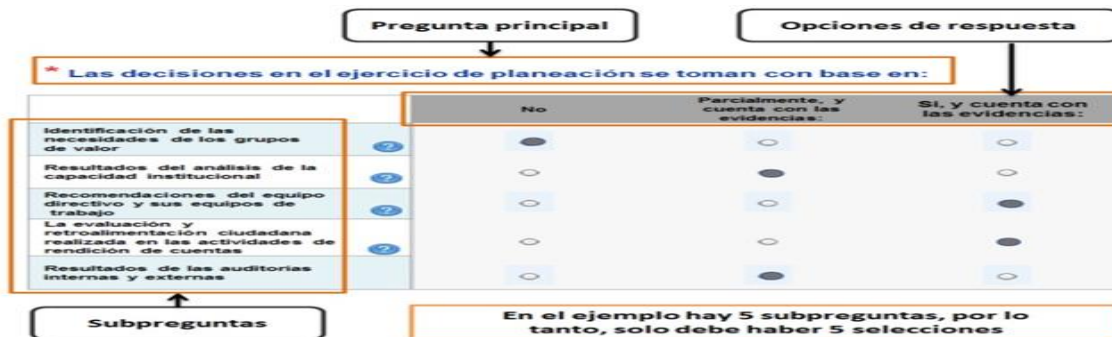 Pregunta principal
Opciones de respuesta
* Las decisiones en el ejercicio de planeación se toman con base en:
No
Parcialmente, y
cuenta con las
evidencias:
Si, y cuenta con
las evidencias:
Identificación de las
necesidades de los grupos
de valor
?
Resultados del análisis de la
capacidad institucional
?
Recomendaciones del equipo
directivo y sus equipos de
trabajo
?
La evaluación y
retroalimentación ciudadana
realizada en las actividades de
rendición de cuentas
?
Resultados de las auditorías
internas y externas
Subpreguntas
En el ejemplo hay 5 subpreguntas, por lo
tanto, solo debe haber 5 selecciones